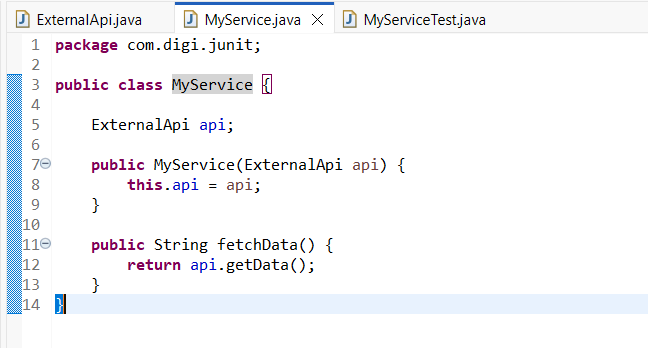 ExternalApi.java MyService.java MyServiceTest.java
1 package com.digi.junit;
2
3 public class MyService {
4
5     ExternalApi api;
6
7     public MyService(ExternalApi api) {
8         this.api = api;
9     }
10
11     public String fetchData() {
12         return api.getData();
13     }
14 }